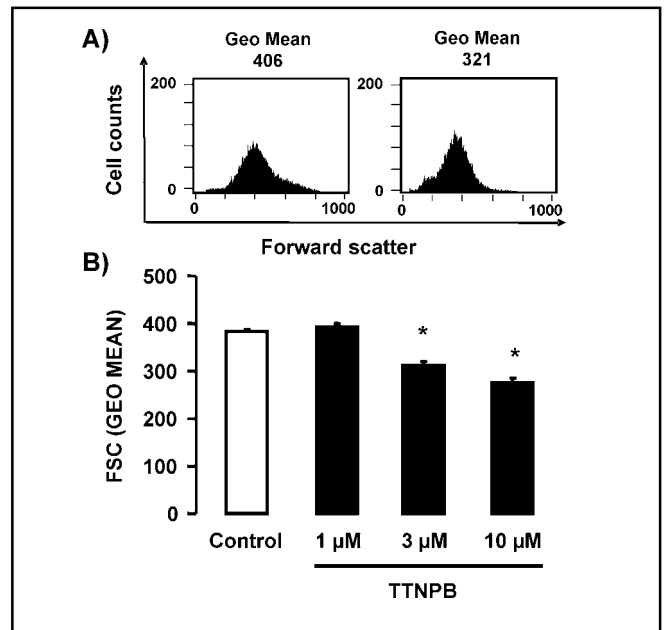 A)
Geo Mean
406
Geo Mean
321
Cell counts
200
0
0
1000
200
0
0
1000
Forward scatter
B)
FSC (GEO MEAN)
500
400
300
200
100
0
*
*
Control
1 µM
3 µM
10 µM
TTNPB